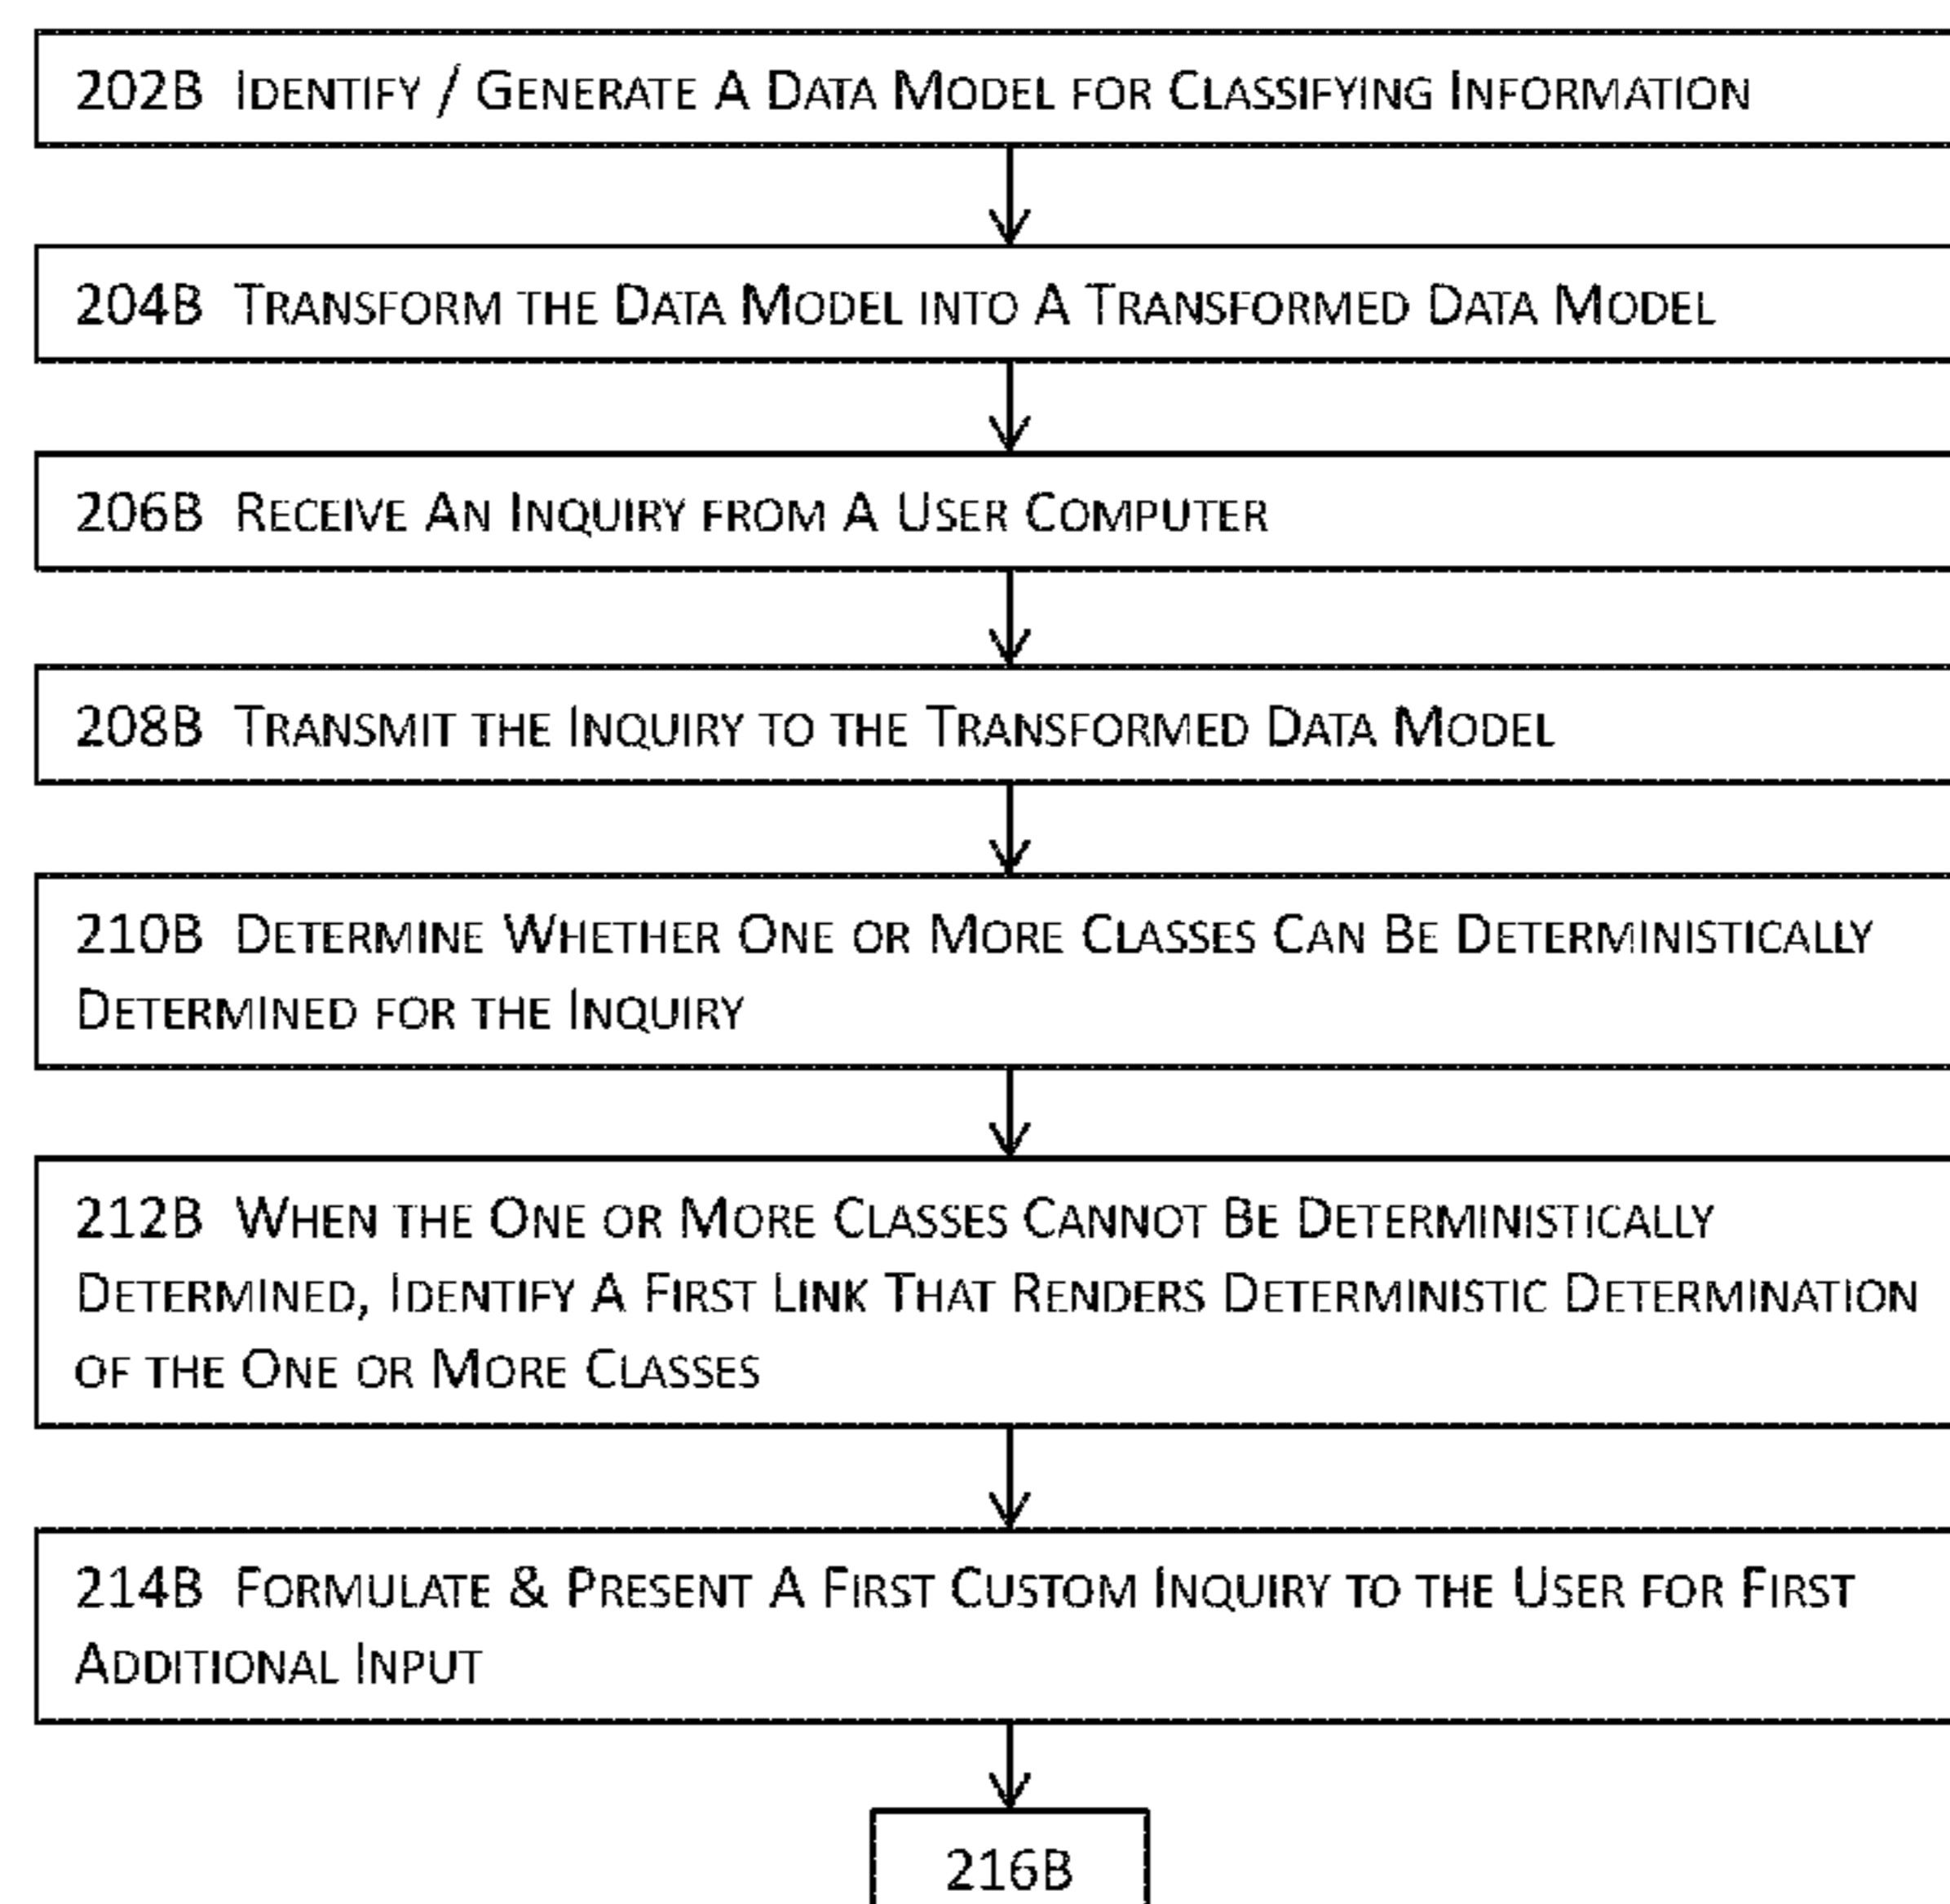 202B IDENTIFY / GENERATE A DATA MODEL FOR CLASSIFYING INFORMATION
204B TRANSFORM THE DATA MODEL INTO A TRANSFORMED DATA MODEL
206B RECEIVE AN INQUIRY FROM A USER COMPUTER
208B TRANSMIT THE INQUIRY TO THE TRANSFORMED DATA MODEL
210B DETERMINE WHETHER ONE OR MORE CLASSES CAN BE DETERMINISTICALLY
DETERMINED FOR THE INQUIRY
212B WHEN THE ONE OR MORE CLASSES CANNOT BE DETERMINISTICALLY
DETERMINED, IDENTIFY A FIRST LINK THAT RENDERS DETERMINISTIC DETERMINATION
OF THE ONE OR MORE CLASSES
214B FORMULATE & PRESENT A FIRST CUSTOM INQUIRY TO THE USER FOR FIRST
ADDITIONAL INPUT
216B